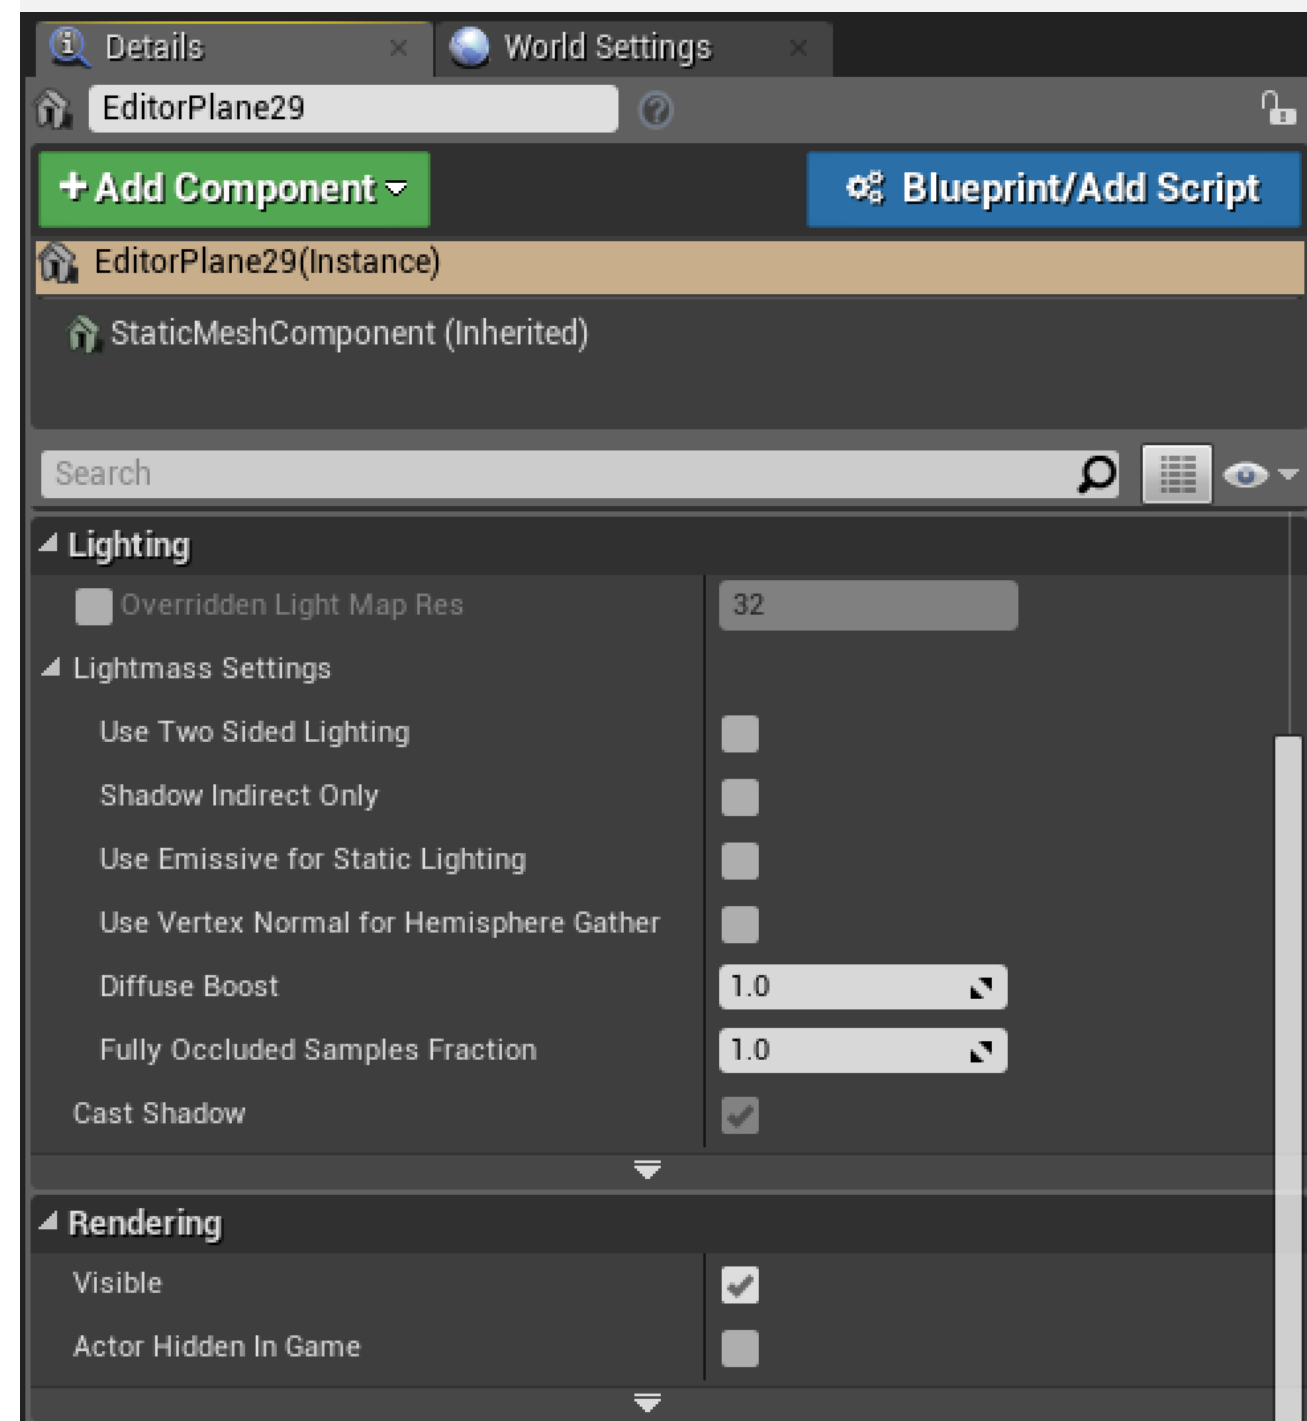 Details
World Settings
EditorPlane29
Add Component
Blueprint/Add Script
EditorPlane29(Instance)
StaticMeshComponent (Inherited)
Search
Lighting
Overridden Light Map Res
32
Lightmass Settings
Use Two Sided Lighting
Shadow Indirect Only
Use Emissive for Static Lighting
Use Vertex Normal for Hemisphere Gather
Diffuse Boost
1.0
Fully Occluded Samples Fraction
1.0
Cast Shadow
Rendering
Visible
Actor Hidden In Game